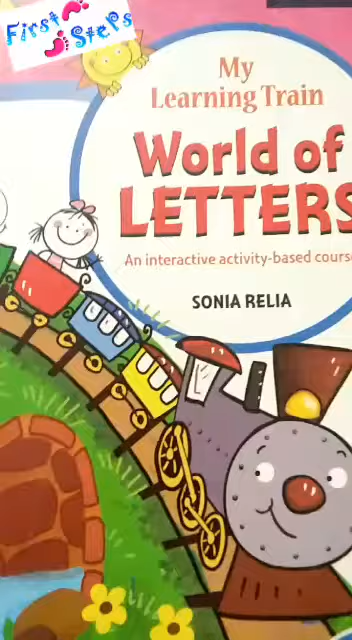 First
Steps
My
Learning Train
World of
LETTERS
An interactive activity-based course
SONIA RELIA